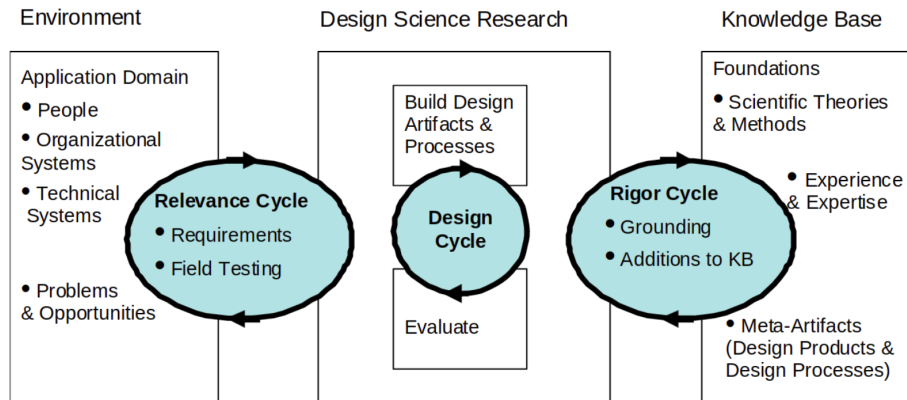 Environment
Design Science Research
Knowledge Base
Application Domain
• People
• Organizational
Systems
• Technical
Systems
• Problems
& Opportunities
Relevance Cycle
• Requirements
• Field Testing
Build Design
Artifacts &
Processes
Design
Cycle
Evaluate
Rigor Cycle
• Grounding
• Additions to KB
Foundations
• Scientific Theories
& Methods
• Experience
& Expertise
• Meta-Artifacts
(Design Products &
Design Processes)